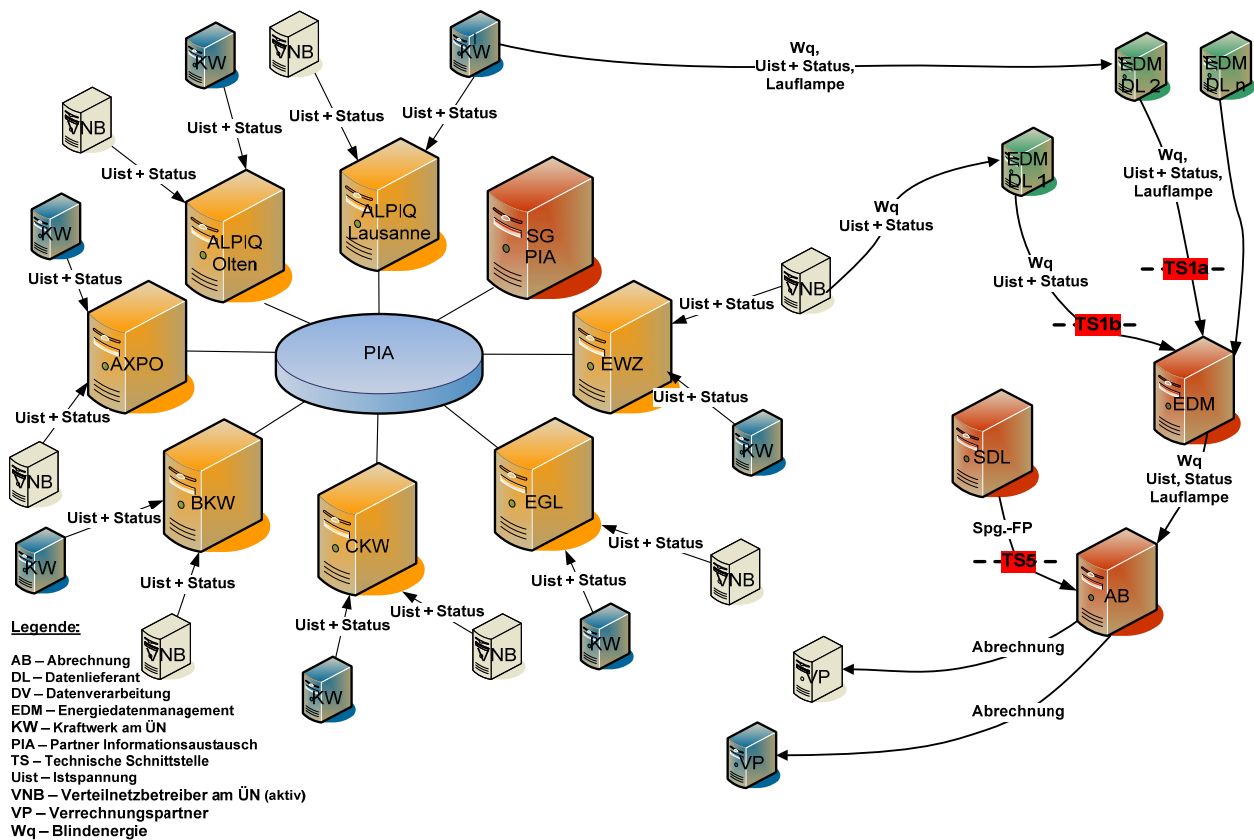 KW
VNB
KW
Wq,
Uist + Status,
Lauflampe
EDM
DL 2
EDM
DL n
VNB
Uist + Status
Uist + Status
Uist + Status
Uist + Status
ALPIQ
Olten
ALPIQ
Lausanne
SG
PIA
EDM
DL 1
Wq,
Uist + Status,
Lauflampe
Wq
Uist + Status
KW
Uist + Status
Wq
Uist + Status
TS1a
VNB
Uist + Status
TS1b
AXPO
PIA
EWZ
EDM
Uist + Status
Uist + Status
VNB
KW
SDL
Wq
Uist, Status
Lauflampe
BKW
EGL
CKW
Uist + Status
KW
Spg.-FP
TS5
Uist + Status
VNB
AB
Uist + Status
Uist + Status
Uist + Status
Uist + Status
VNB
KW
VNB
KW
Abrechnung
VP
Abrechnung
VP
Legende:
AB – Abrechnung
DL – Datenlieferant
DV – Datenverarbeitung
EDM – Energiedatenmanagement
KW – Kraftwerk am ÜN
PIA – Partner Informationsaustausch
TS – Technische Schnittstelle
Uist – Istspannung
VNB – Verteilnetzbetreiber am ÜN (aktiv)
VP – Verrechnungspartner
Wq – Blindenergie